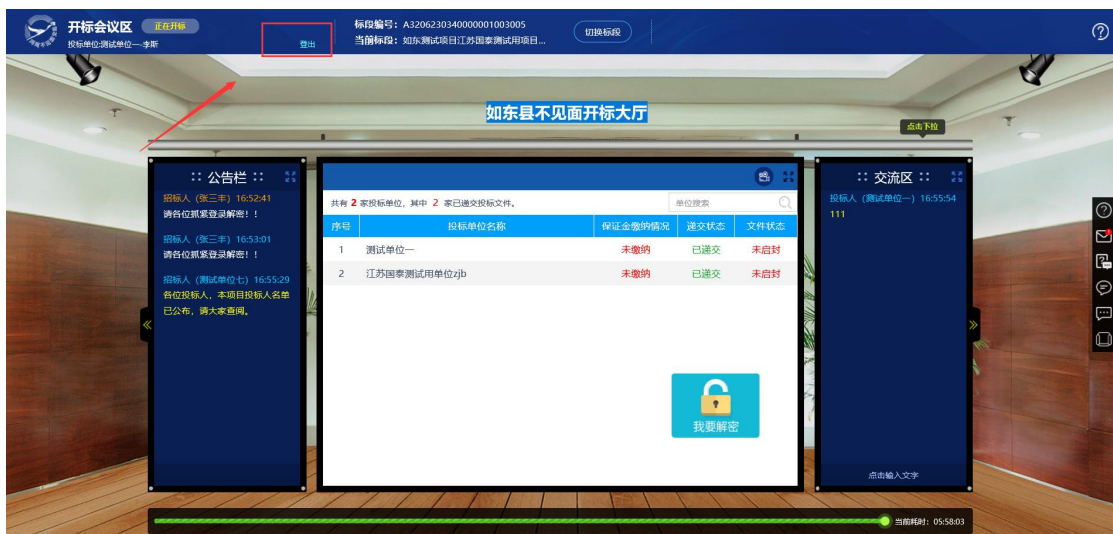 开标会议区 正在开标
投标单位:测试单位一-李斯 登出
标段编号：A3206230340000001003005
当前标段：如东测试项目江苏国泰测试用项目...
切换标段
如东县不见面开标大厅
点击下拉
:: 公告栏 ::
招标人（张三丰）16:52:41
请各位抓紧登录解密！！
招标人（张三丰）16:53:01
请各位抓紧登录解密！！
招标人（测试单位七）16:55:29
各位投标人，本项目投标人名单
已公布，请大家查阅。
共有 2 家投标单位，其中 2 家已递交投标文件。 单位搜索
序号 投标单位名称 保证金缴纳情况 递交状态 文件状态
1 测试单位一 未缴纳 已递交 未启封
2 江苏国泰测试用单位zjb 未缴纳 已递交 未启封
我要解密
:: 交流区 ::
投标人（测试单位一）16:55:54
111
点击输入文字
当前耗时：05:58:03